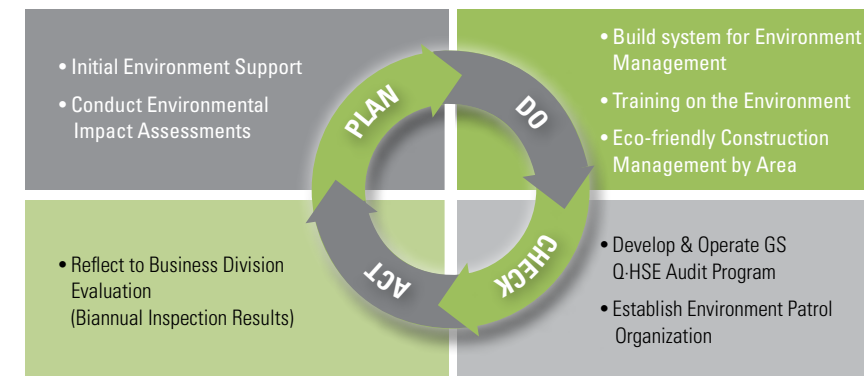 • Initial Environment Support
• Conduct Environmental
Impact Assessments
PLAN
DO
• Build system for Environment
Management
• Training on the Environment
• Eco-friendly Construction
Management by Area
• Reflect to Business Division
Evaluation
(Biannual Inspection Results)
ACT
CHECK
• Develop & Operate GS
Q·HSE Audit Program
• Establish Environment Patrol
Organization